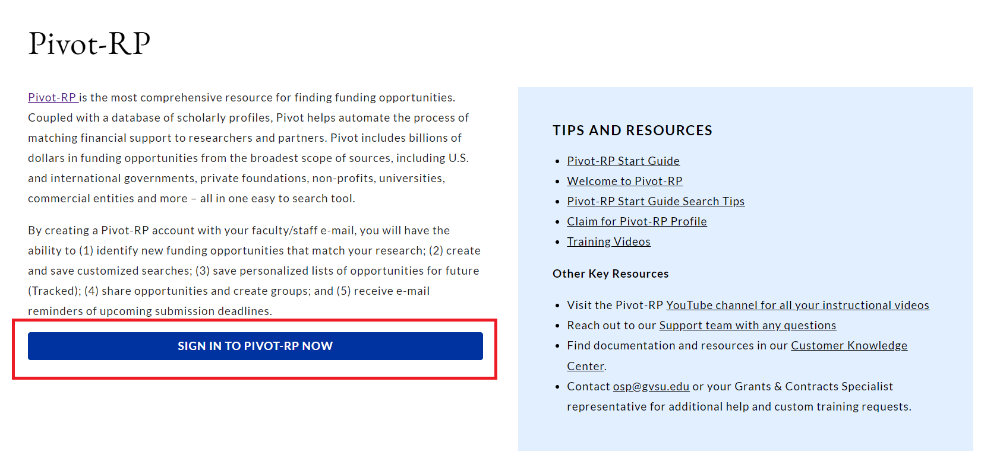 Pivot-RP
Pivot-RP is the most comprehensive resource for finding funding opportunities.
Coupled with a database of scholarly profiles, Pivot helps automate the process of
matching financial support to researchers and partners. Pivot includes billions of
dollars in funding opportunities from the broadest scope of sources, including U.S.
and international governments, private foundations, non-profits, universities,
commercial entities and more – all in one easy to search tool.
By creating a Pivot-RP account with your faculty/staff e-mail, you will have the
ability to (1) identify new funding opportunities that match your research; (2) create
and save customized searches; (3) save personalized lists of opportunities for future
(Tracked); (4) share opportunities and create groups; and (5) receive e-mail
reminders of upcoming submission deadlines.
SIGN IN TO PIVOT-RP NOW
TIPS AND RESOURCES
• Pivot-RP Start Guide
• Welcome to Pivot-RP
• Pivot-RP Start Guide Search Tips
• Claim for Pivot-RP Profile
• Training Videos
Other Key Resources
• Visit the Pivot-RP YouTube channel for all your instructional videos
• Reach out to our Support team with any questions
• Find documentation and resources in our Customer Knowledge
Center.
• Contact osp@gvsu.edu or your Grants & Contracts Specialist
representative for additional help and custom training requests.